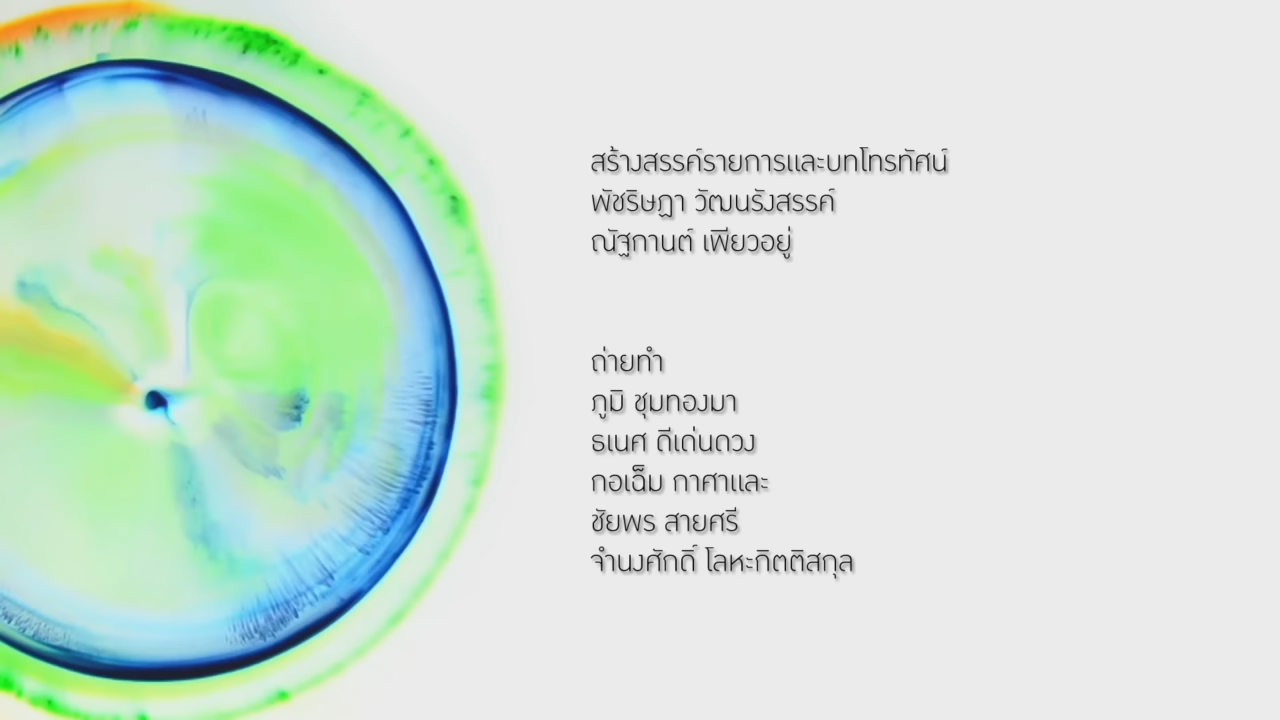 สร้างสรรค์รายการและบทโทรทัศน์
พัชริษฏา วัฒนรังสรรค์
ณัฐกานต์ เฟียวอยู่
ถ่ายทำ
ภูมิ ชุมทองมา
ธเนศ ดีเด่นดวง
กอเฉ็ม กาศาและ
ชัยพร สายศรี
จำนงศักดิ์ โลหะกิตติสกุล